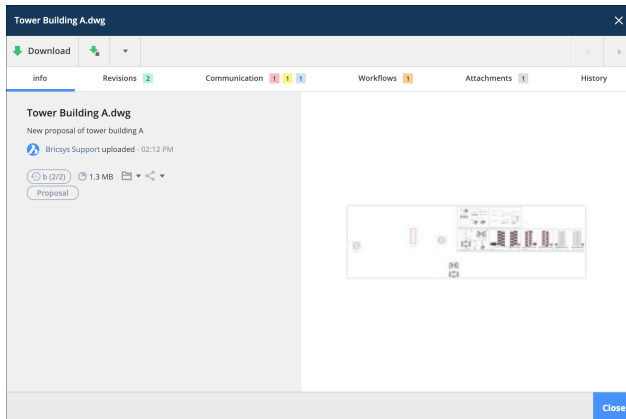 Tower Building A.dwg
Download
info Revisions 2 Communication 1 1 1 Workflows 1 Attachments 1 History
Tower Building A.dwg
New proposal of tower building A
Bricsys Support uploaded - 02:12 PM
b (2/2) 1.3 MB
Proposal
Close